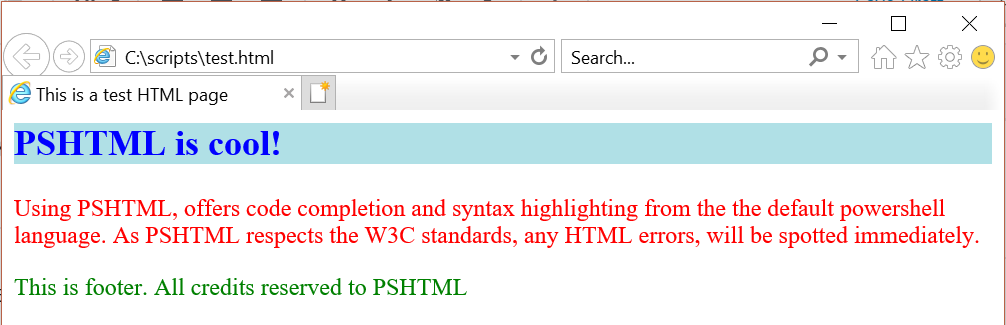 C:\scripts\test.html
Search...
This is a test HTML page
PSHTML is cool!
Using PSHTML, offers code completion and syntax highlighting from the the default powershell
language. As PSHTML respects the W3C standards, any HTML errors, will be spotted immediately.
This is footer. All credits reserved to PSHTML